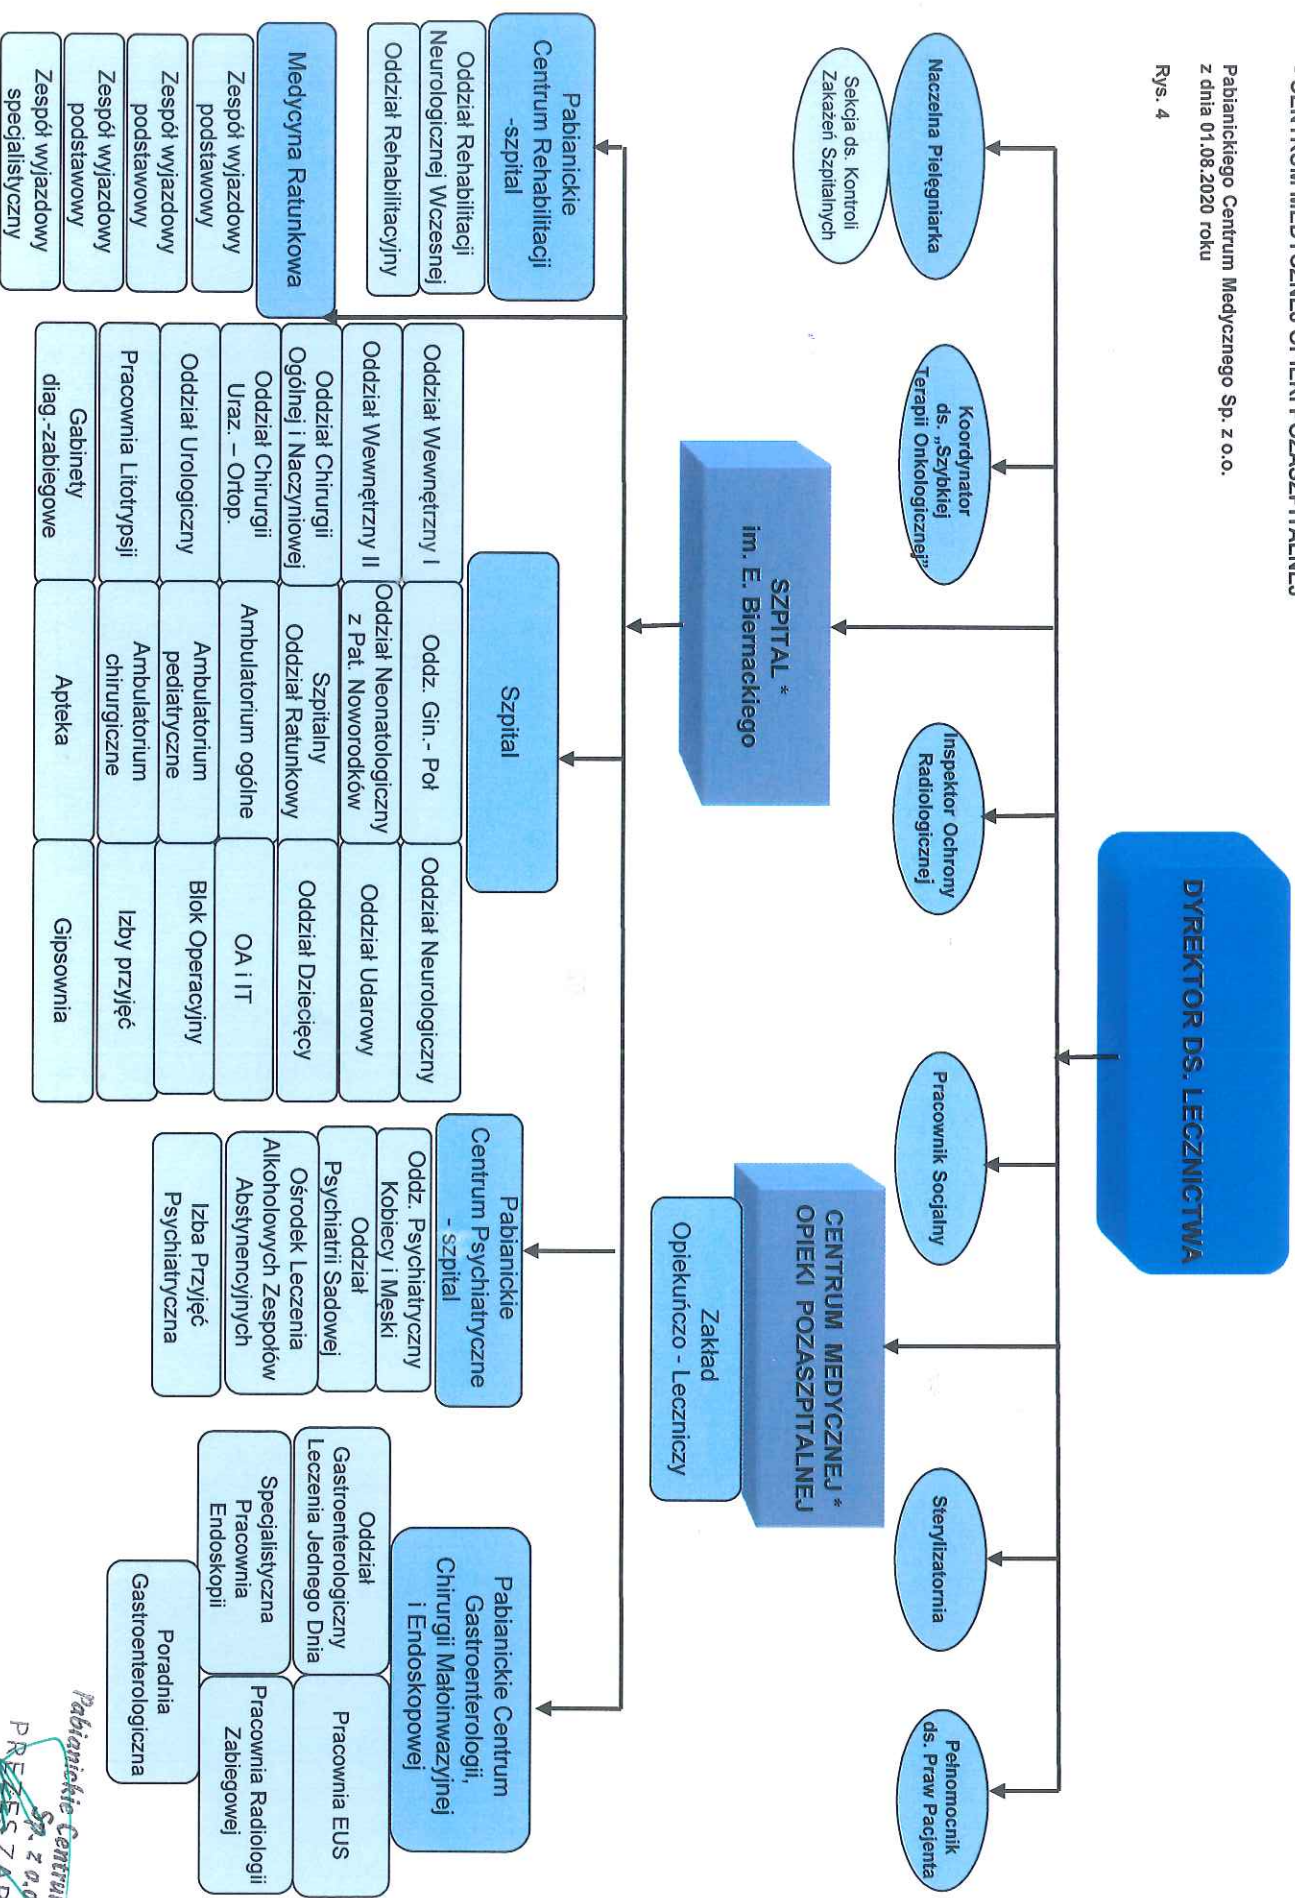 CENTRUM MEDYCZNEJ OPIEKI POZASZPITALNEJ
Pabianickiego Centrum Medycznego Sp. z o.o.
z dnia 01.08.2020 roku
Rys. 4
DYREKTOR DS. LECZNICTWA
Naczelna Pielęgniarka
Sekcja ds. Kontroli
Zakażeń Szpitalnych
Koordynator
ds. „Szybkiej
Terapii Onkologicznej”
Inspektor Ochrony
Radiologicznej
Pracownik Socjalny
Sterylizatornia
Pełnomocnik
ds. Praw Pacjenta
SZPITAL *
im. E. Biernackiego
CENTRUM MEDYCZNEJ *
OPIEKI POZASZPITALNEJ
Zakład
Opiekuńczo - Leczniczy
Pabianickie
Centrum Rehabilitacji
-szpital
Oddział Rehabilitacji
Neurologicznej Wczesnej
Oddział Rehabilitacyjny
Medycyna Ratunkowa
Zespół wyjazdowy
podstawowy
Zespół wyjazdowy
podstawowy
Zespół wyjazdowy
podstawowy
Zespół wyjazdowy
specjalistyczny
Szpital
Oddział Wewnętrzny I
Oddz. Gin.- Poł
Oddział Neurologiczny
Oddział Wewnętrzny II
Oddział Neonatologiczny
z Pat. Noworodków
Oddział Udarowy
Oddział Chirurgii
Ogólnej i Naczyniowej
Szpitalny
Oddział Ratunkowy
Oddział Dziecięcy
Oddział Chirurgii
Uraz. – Ortop.
Ambulatorium ogólne
OA i IT
Oddział Urologiczny
Ambulatorium
pediatryczne
Blok Operacyjny
Pracownia Litotrypsji
Ambulatorium
chirurgiczne
Izby przyjęć
Gabinety
diag.-zabiegowe
Apteka
Gipsownia
Pabianickie
Centrum Psychiatryczne
- szpital
Oddz. Psychiatryczny
Kobiecy i Męski
Oddział
Psychiatrii Sadowej
Ośrodek Leczenia
Alkoholowych Zespołów
Abstynencyjnych
Izba Przyjęć
Psychiatryczna
Pabianickie Centrum
Gastroenterologii,
Chirurgii Małoinwazyjnej
i Endoskopowej
Oddział
Gastroenterologiczny
Leczenia Jednego Dnia
Pracownia EUS
Specjalistyczna
Pracownia
Endoskopii
Pracownia Radiologii
Zabiegowej
Poradnia
Gastroenterologiczna
Pabianickie Centrum
Sp. z o.o.